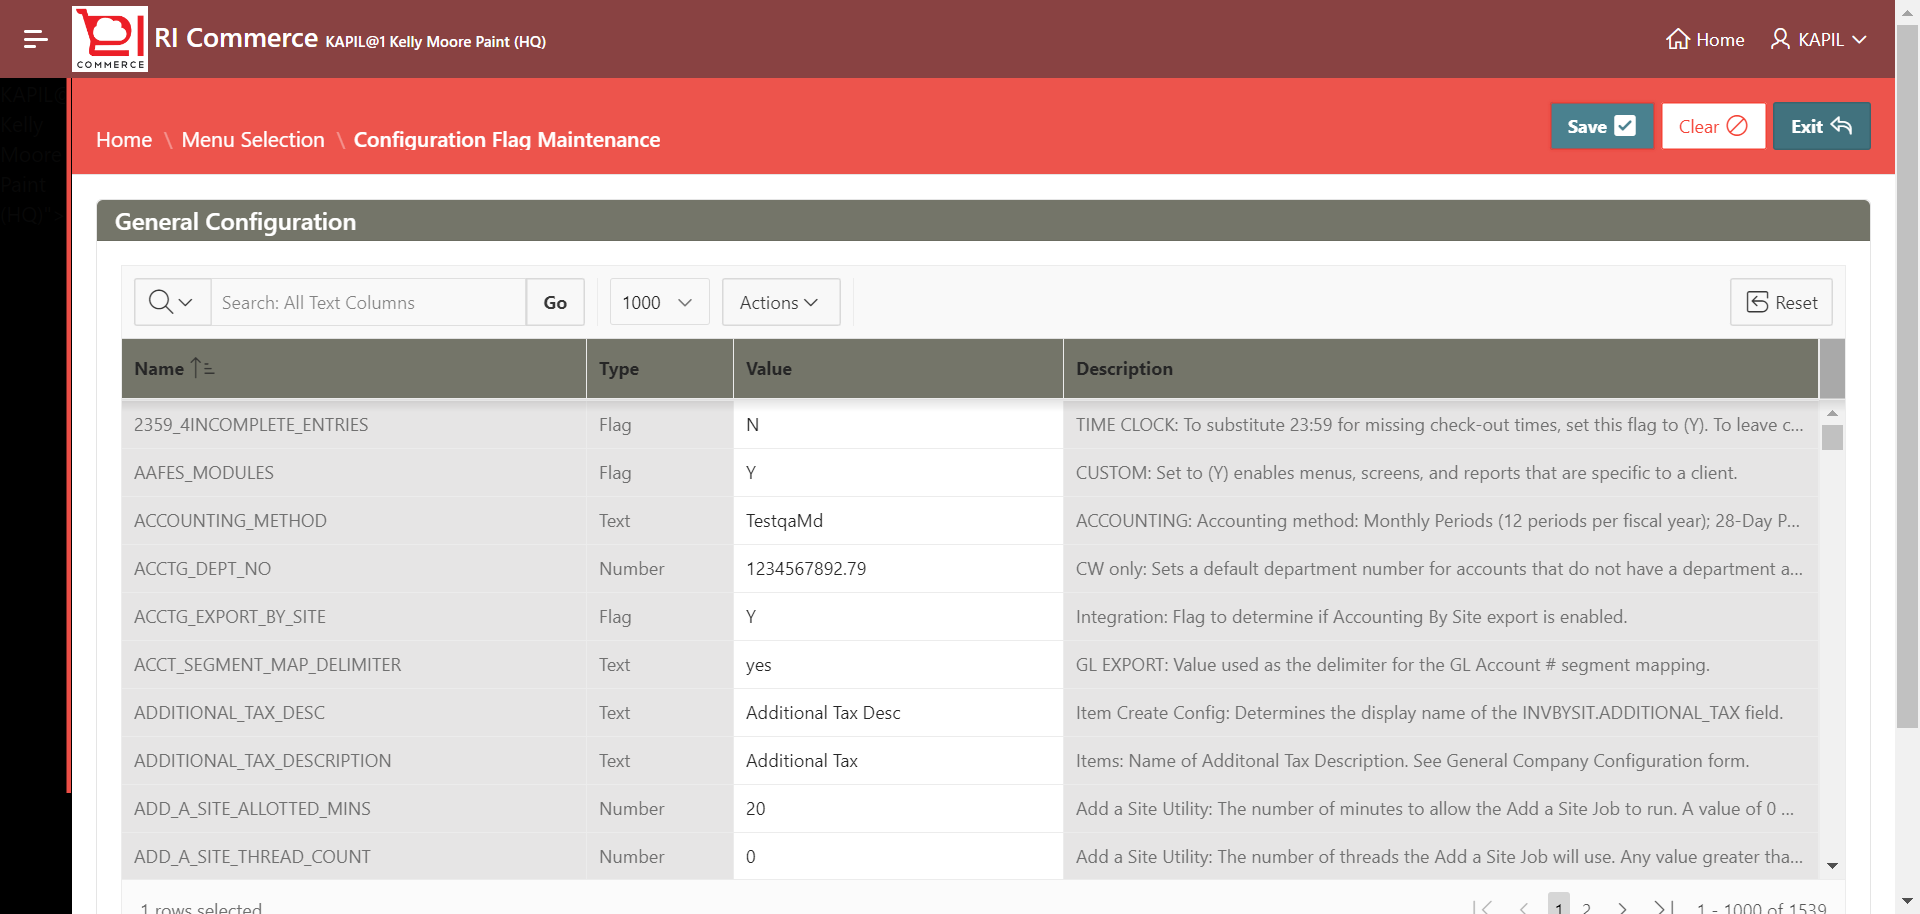 COMMERCE
RI Commerce KAPIL@1 Kelly Moore Paint (HQ)
Home
KAPIL
KAPIL@
Kelly
Moore
Paint
(HQ)
Home \ Menu Selection \ Configuration Flag Maintenance
Save
Clear
Exit
General Configuration
Search: All Text Columns
Go
1000
Actions
Reset
Name Type Value Description
2359_4INCOMPLETE_ENTRIES Flag N TIME CLOCK: To substitute 23:59 for missing check-out times, set this flag to (Y). To leave c...
AAFES_MODULES Flag Y CUSTOM: Set to (Y) enables menus, screens, and reports that are specific to a client.
ACCOUNTING_METHOD Text TestqaMd ACCOUNTING: Accounting method: Monthly Periods (12 periods per fiscal year); 28-Day P...
ACCTG_DEPT_NO Number 1234567892.79 CW only: Sets a default department number for accounts that do not have a department a...
ACCTG_EXPORT_BY_SITE Flag Y Integration: Flag to determine if Accounting By Site export is enabled.
ACCT_SEGMENT_MAP_DELIMITER Text yes GL EXPORT: Value used as the delimiter for the GL Account # segment mapping.
ADDITIONAL_TAX_DESC Text Additional Tax Desc Item Create Config: Determines the display name of the INVBYSIT.ADDITIONAL_TAX field.
ADDITIONAL_TAX_DESCRIPTION Text Additional Tax Items: Name of Additonal Tax Description. See General Company Configuration form.
ADD_A_SITE_ALLOTTED_MINS Number 20 Add a Site Utility: The number of minutes to allow the Add a Site Job to run. A value of 0 ...
ADD_A_SITE_THREAD_COUNT Number 0 Add a Site Utility: The number of threads the Add a Site Job will use. Any value greater tha...
1 rows selected
1 2 1 - 1000 of 1539